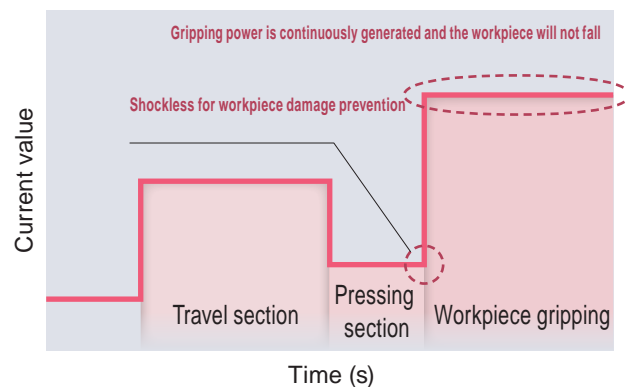 Gripping power is continuously generated and the workpiece will not fall
Shockless for workpiece damage prevention
Current value
Travel section
Pressing
section
Workpiece gripping
Time (s)